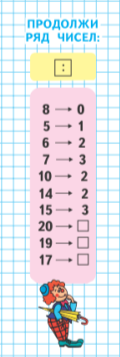 ПРОДОЛЖИ
РЯД ЧИСЕЛ:
:
8 → 0
5 → 1
6 → 2
7 → 3
10 → 2
14 → 2
15 → 3
20 → □
19 → □
17 → □